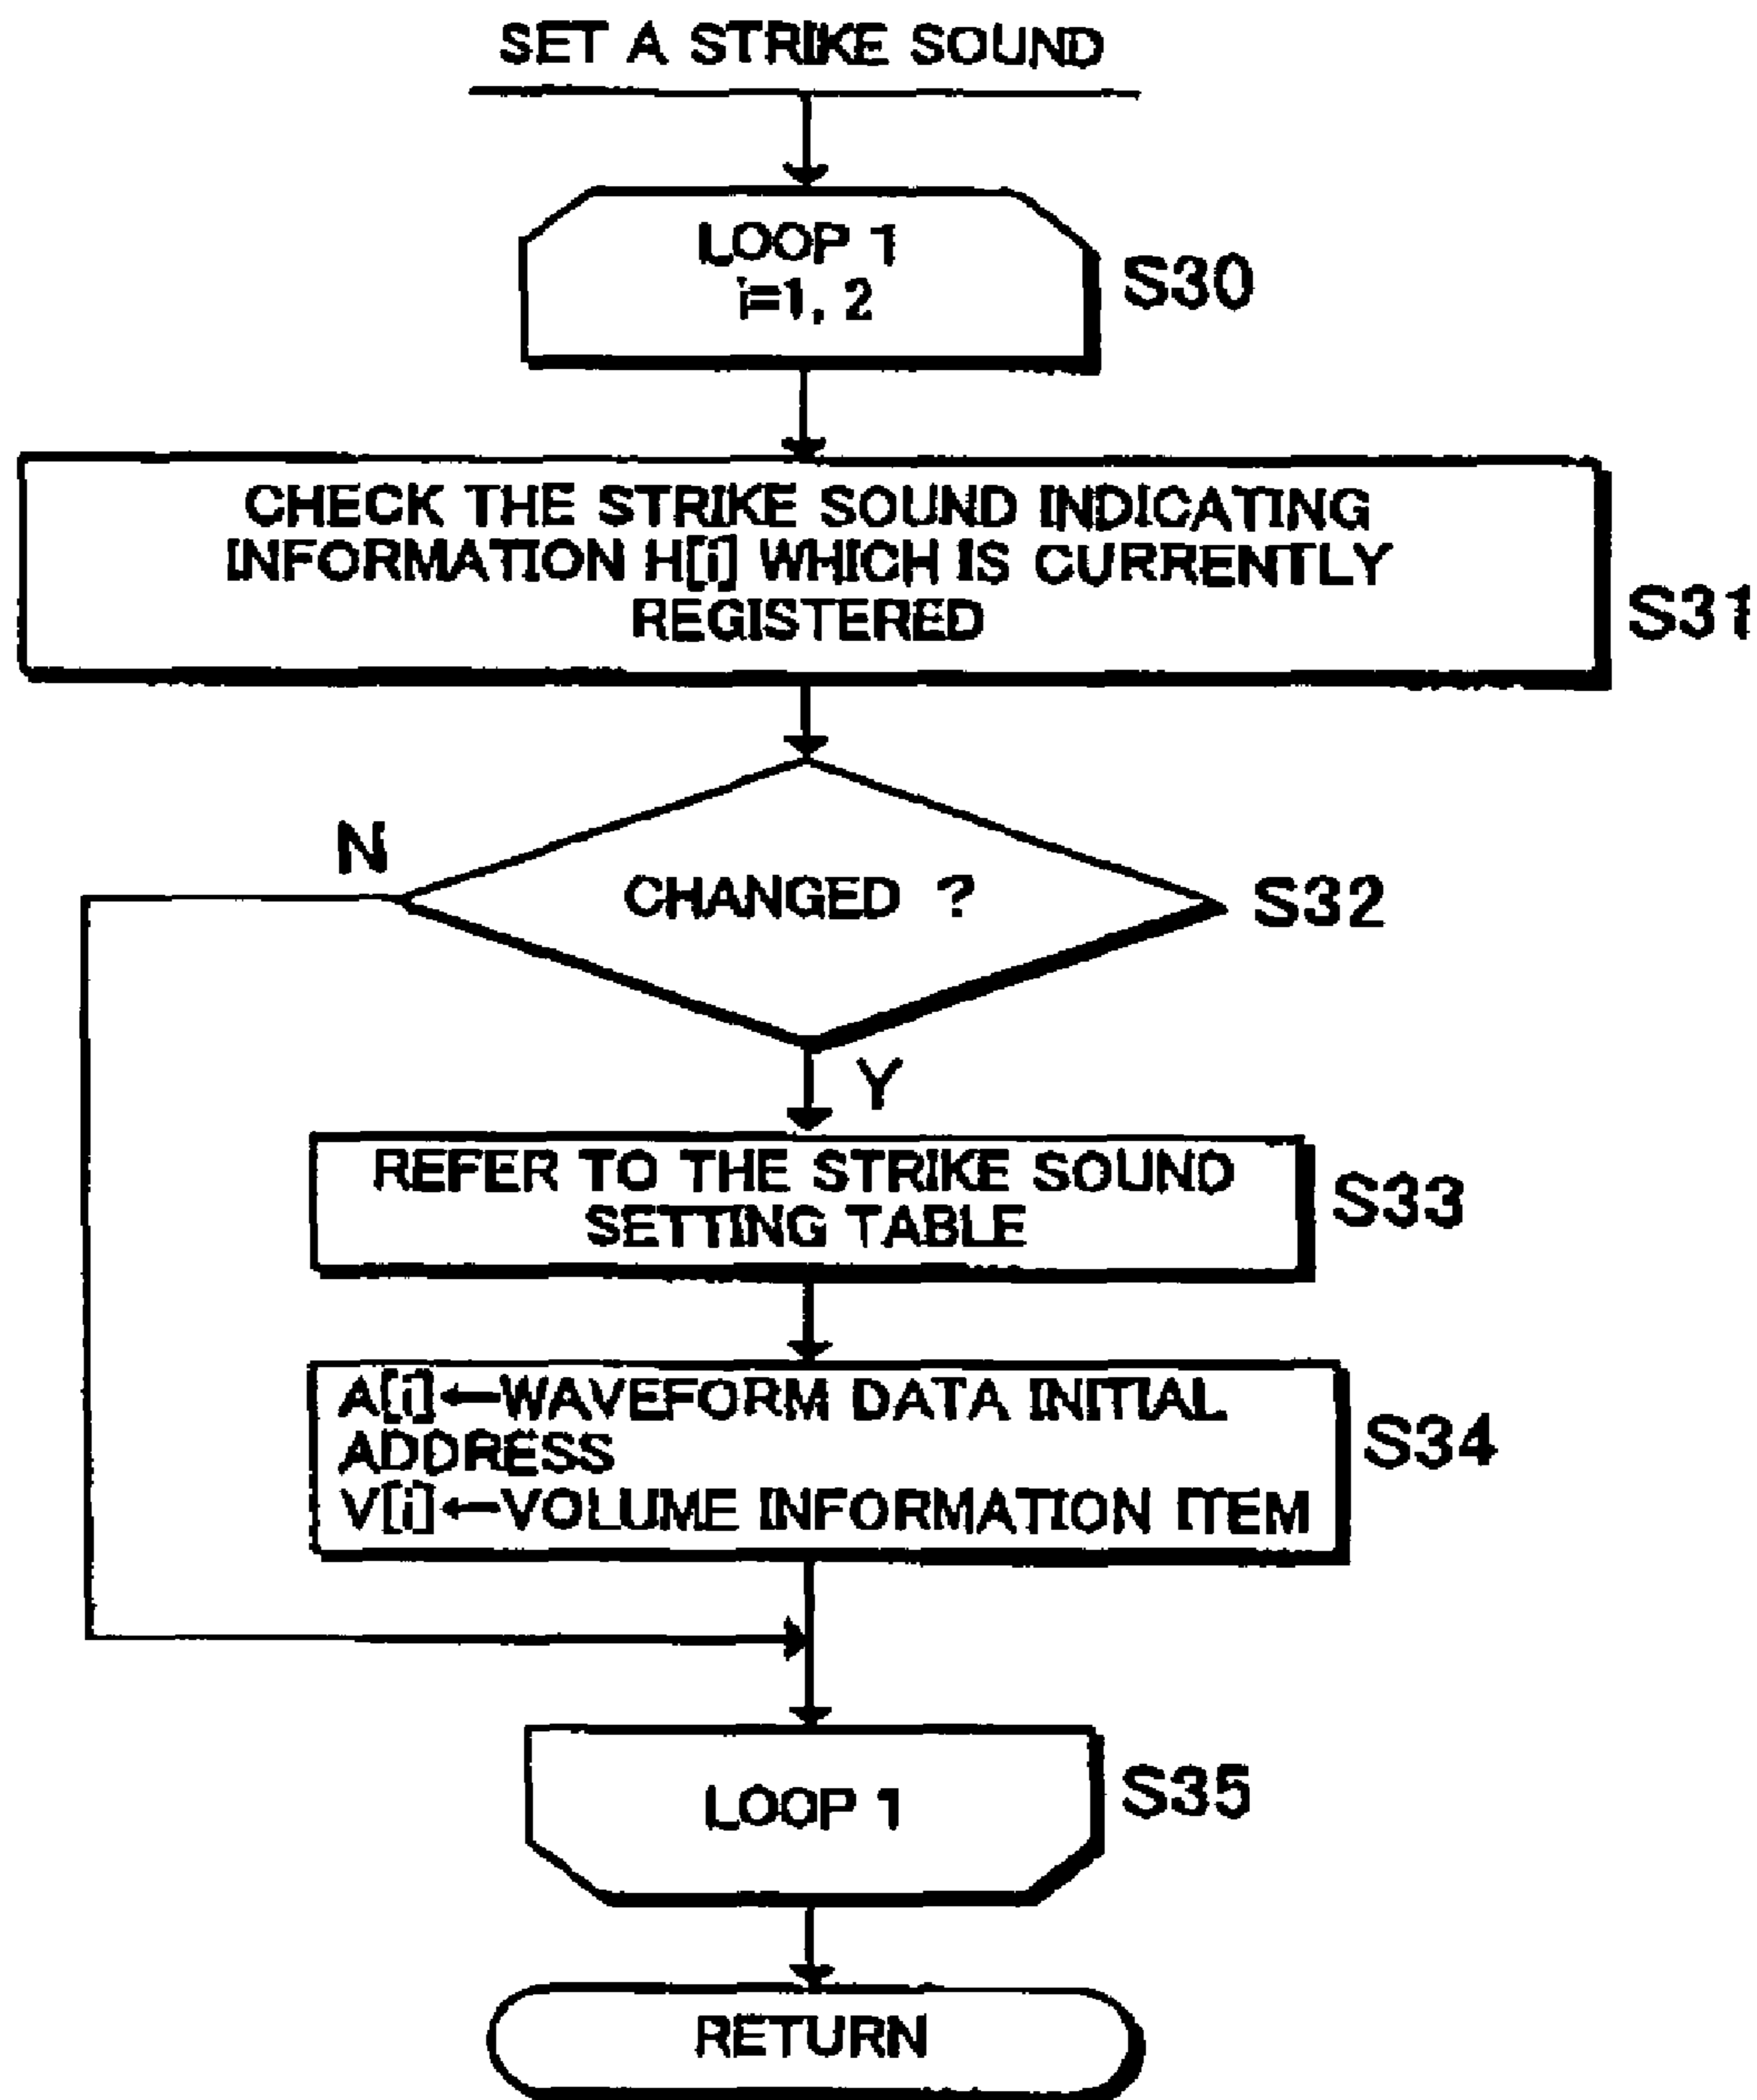 SET A STRIKE SOUND
LOOP 1
i=1, 2
S30
CHECK THE STRIKE SOUND INDICATING
INFORMATION H[i] WHICH IS CURRENTLY
REGISTERED
S31
N
CHANGED ?
S32
Y
REFER TO THE STRIKE SOUND
SETTING TABLE
S33
A[i]←WAVEFORM DATA INITIAL
ADDRESS
V[i]←VOLUME INFORMATION ITEM
S34
LOOP 1
S35
RETURN